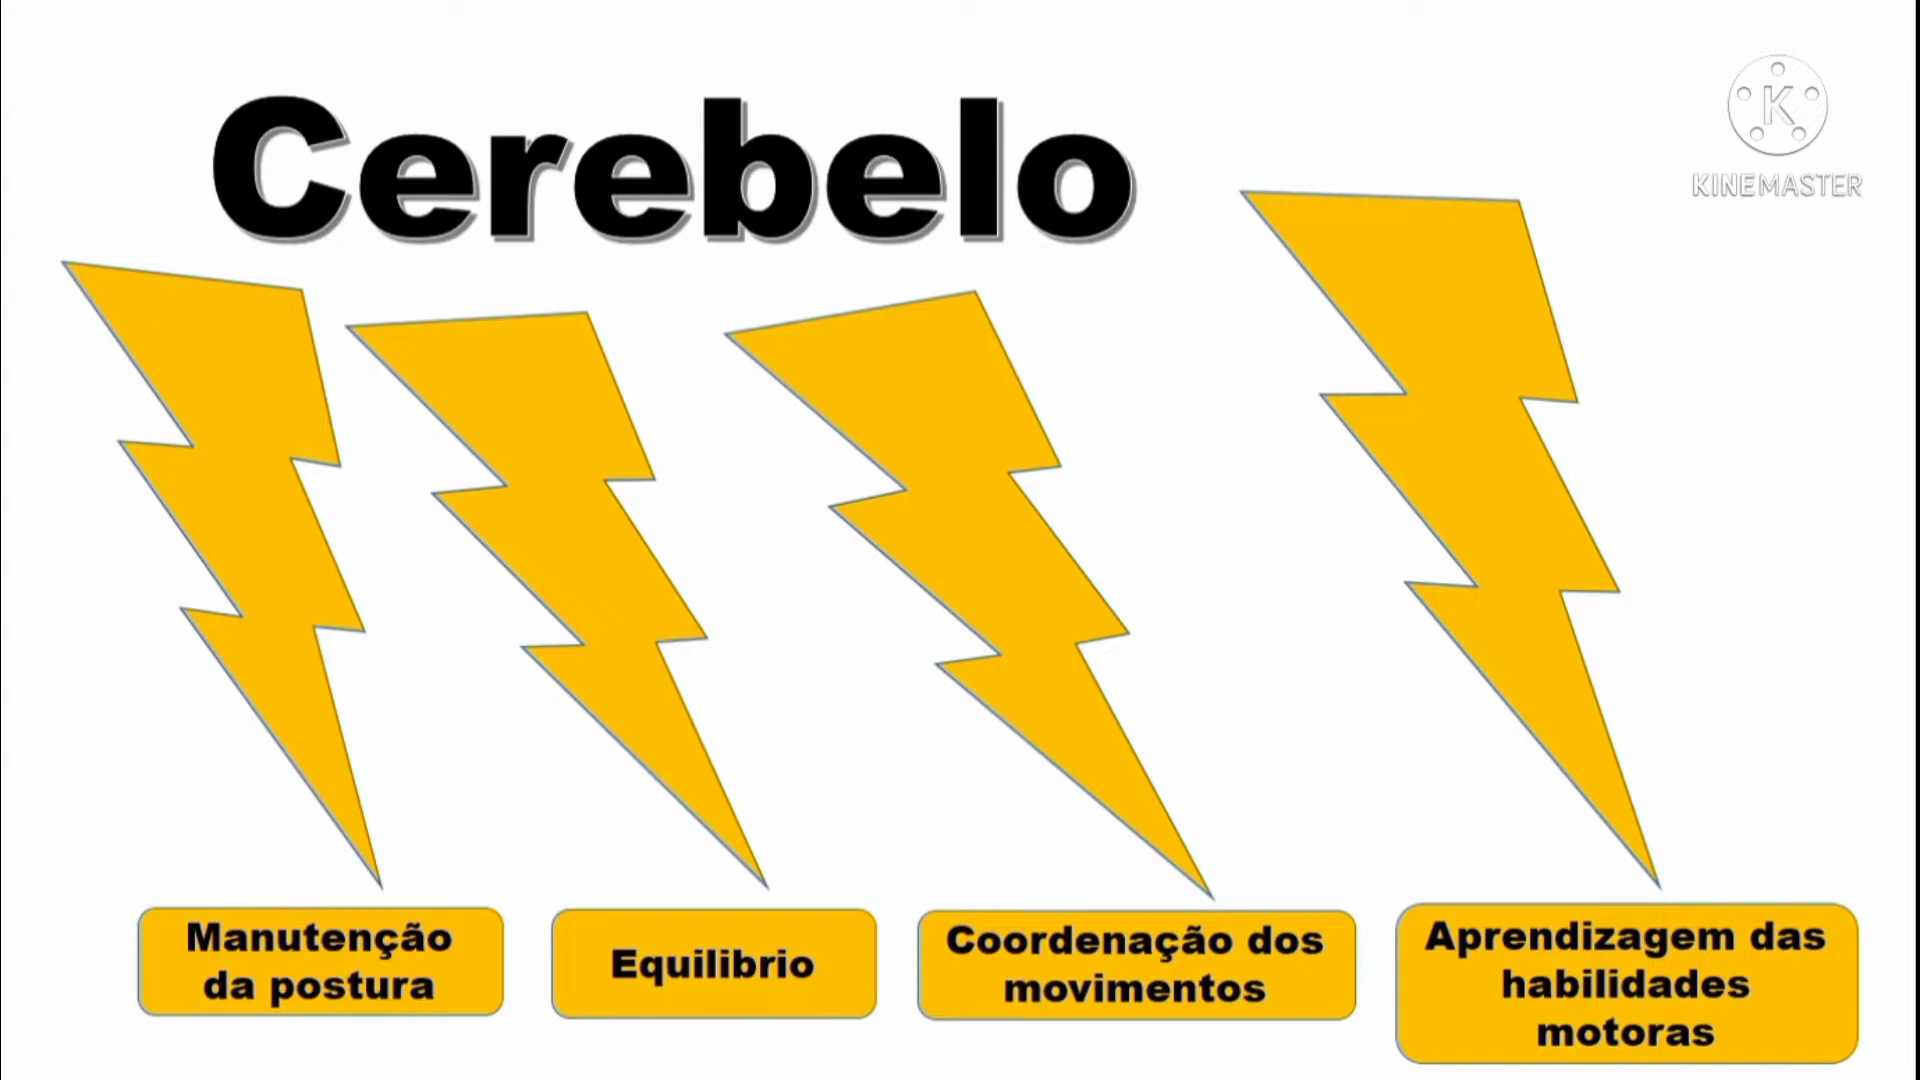 Cerebelo
K
KINEMASTER
Manutenção
da postura
Equilibrio
Coordenação dos
movimentos
Aprendizagem das
habilidades
motoras